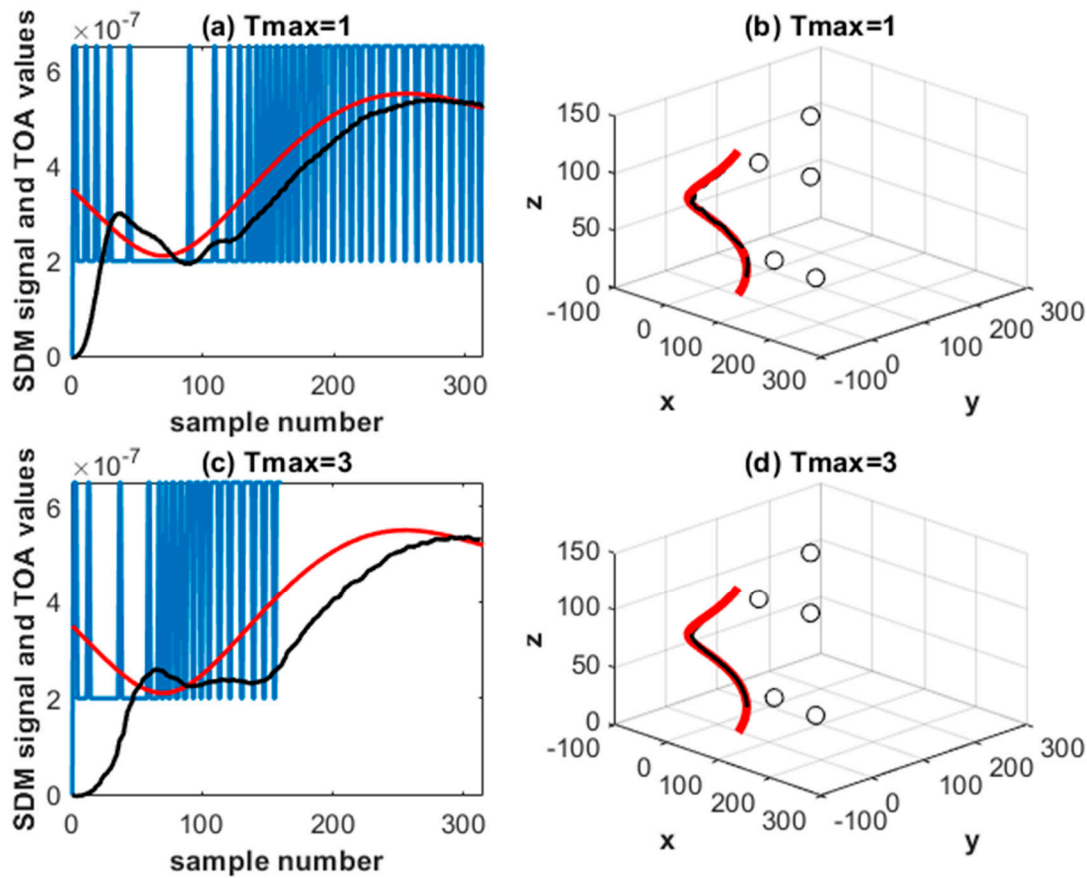 (a) Tmax=1
×10⁻⁷
SDM signal and TOA values
6
4
2
0
0 100 200 300
sample number
(b) Tmax=1
z
150
100
50
0
-100 0 100 200 300
x
-100 0 100 200 300
y
(c) Tmax=3
×10⁻⁷
SDM signal and TOA values
6
4
2
0
0 100 200 300
sample number
(d) Tmax=3
z
150
100
50
0
-100 0 100 200 300
x
-100 0 100 200 300
y